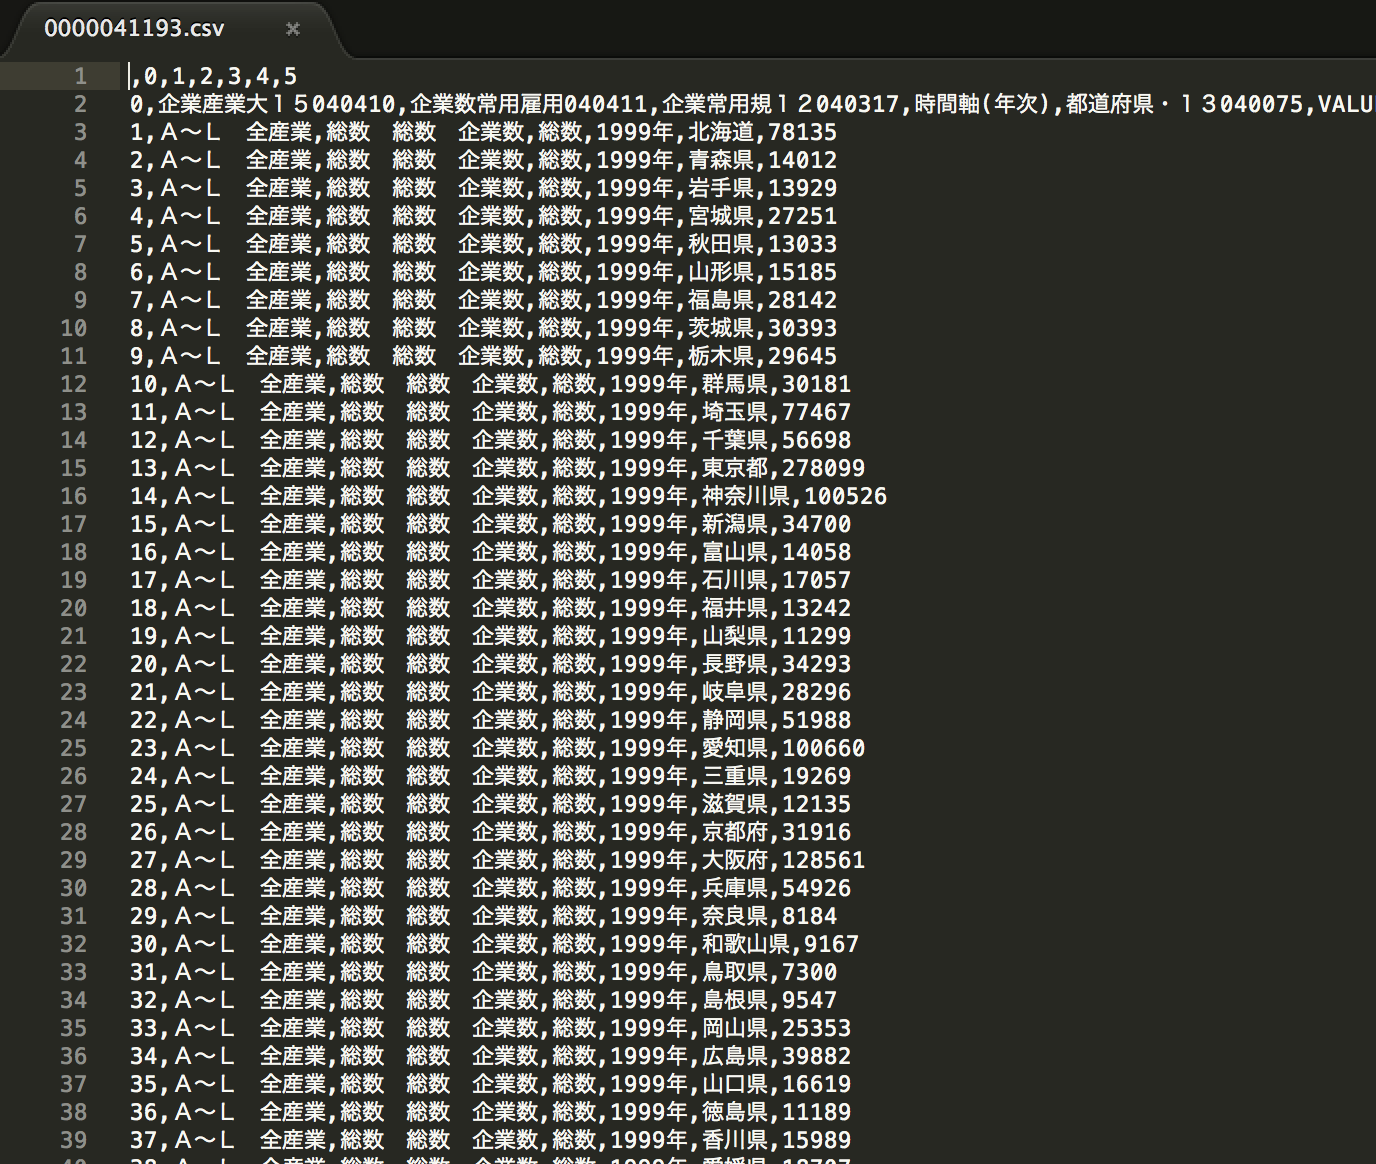 0000041193.csv
1 ,0,1,2,3,4,5
2 0,企業産業大１５040410,企業数常用雇用040411,企業常用規１２040317,時間軸(年次),都道府県・１３040075,VALU
3 1,Ａ〜Ｌ　全産業,総数　総数　企業数,総数,1999年,北海道,78135
4 2,Ａ〜Ｌ　全産業,総数　総数　企業数,総数,1999年,青森県,14012
5 3,Ａ〜Ｌ　全産業,総数　総数　企業数,総数,1999年,岩手県,13929
6 4,Ａ〜Ｌ　全産業,総数　総数　企業数,総数,1999年,宮城県,27251
7 5,Ａ〜Ｌ　全産業,総数　総数　企業数,総数,1999年,秋田県,13033
8 6,Ａ〜Ｌ　全産業,総数　総数　企業数,総数,1999年,山形県,15185
9 7,Ａ〜Ｌ　全産業,総数　総数　企業数,総数,1999年,福島県,28142
10 8,Ａ〜Ｌ　全産業,総数　総数　企業数,総数,1999年,茨城県,30393
11 9,Ａ〜Ｌ　全産業,総数　総数　企業数,総数,1999年,栃木県,29645
12 10,Ａ〜Ｌ　全産業,総数　総数　企業数,総数,1999年,群馬県,30181
13 11,Ａ〜Ｌ　全産業,総数　総数　企業数,総数,1999年,埼玉県,77467
14 12,Ａ〜Ｌ　全産業,総数　総数　企業数,総数,1999年,千葉県,56698
15 13,Ａ〜Ｌ　全産業,総数　総数　企業数,総数,1999年,東京都,278099
16 14,Ａ〜Ｌ　全産業,総数　総数　企業数,総数,1999年,神奈川県,100526
17 15,Ａ〜Ｌ　全産業,総数　総数　企業数,総数,1999年,新潟県,34700
18 16,Ａ〜Ｌ　全産業,総数　総数　企業数,総数,1999年,富山県,14058
19 17,Ａ〜Ｌ　全産業,総数　総数　企業数,総数,1999年,石川県,17057
20 18,Ａ〜Ｌ　全産業,総数　総数　企業数,総数,1999年,福井県,13242
21 19,Ａ〜Ｌ　全産業,総数　総数　企業数,総数,1999年,山梨県,11299
22 20,Ａ〜Ｌ　全産業,総数　総数　企業数,総数,1999年,長野県,34293
23 21,Ａ〜Ｌ　全産業,総数　総数　企業数,総数,1999年,岐阜県,28296
24 22,Ａ〜Ｌ　全産業,総数　総数　企業数,総数,1999年,静岡県,51988
25 23,Ａ〜Ｌ　全産業,総数　総数　企業数,総数,1999年,愛知県,100660
26 24,Ａ〜Ｌ　全産業,総数　総数　企業数,総数,1999年,三重県,19269
27 25,Ａ〜Ｌ　全産業,総数　総数　企業数,総数,1999年,滋賀県,12135
28 26,Ａ〜Ｌ　全産業,総数　総数　企業数,総数,1999年,京都府,31916
29 27,Ａ〜Ｌ　全産業,総数　総数　企業数,総数,1999年,大阪府,128561
30 28,Ａ〜Ｌ　全産業,総数　総数　企業数,総数,1999年,兵庫県,54926
31 29,Ａ〜Ｌ　全産業,総数　総数　企業数,総数,1999年,奈良県,8184
32 30,Ａ〜Ｌ　全産業,総数　総数　企業数,総数,1999年,和歌山県,9167
33 31,Ａ〜Ｌ　全産業,総数　総数　企業数,総数,1999年,鳥取県,7300
34 32,Ａ〜Ｌ　全産業,総数　総数　企業数,総数,1999年,島根県,9547
35 33,Ａ〜Ｌ　全産業,総数　総数　企業数,総数,1999年,岡山県,25353
36 34,Ａ〜Ｌ　全産業,総数　総数　企業数,総数,1999年,広島県,39882
37 35,Ａ〜Ｌ　全産業,総数　総数　企業数,総数,1999年,山口県,16619
38 36,Ａ〜Ｌ　全産業,総数　総数　企業数,総数,1999年,徳島県,11189
39 37,Ａ〜Ｌ　全産業,総数　総数　企業数,総数,1999年,香川県,15989